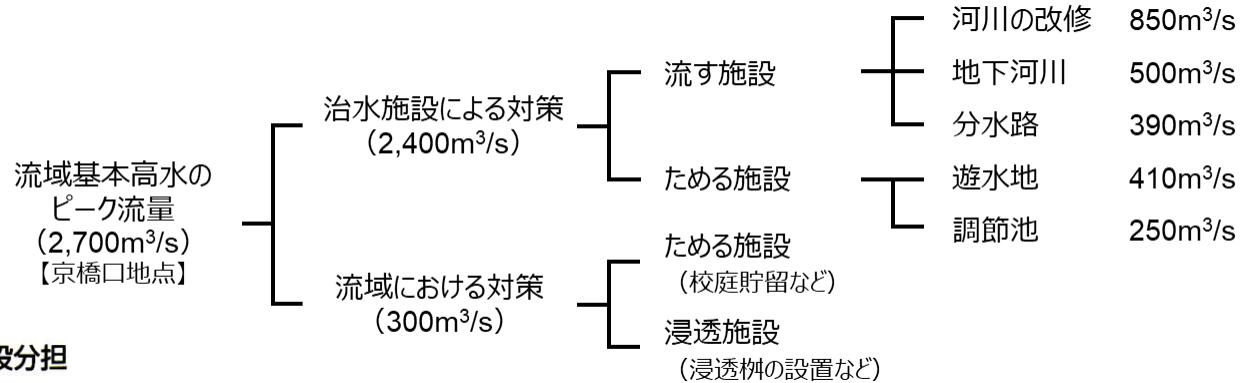 流域基本高水の
ピーク流量
（2,700m³/s）
【京橋口地点】
治水施設による対策
（2,400m³/s）
流域における対策
（300m³/s）
流す施設
ためる施設
ためる施設
（校庭貯留など）
浸透施設
（浸透桝の設置など）
河川の改修 850m³/s
地下河川 500m³/s
分水路 390m³/s
遊水地 410m³/s
調節池 250m³/s
設分担